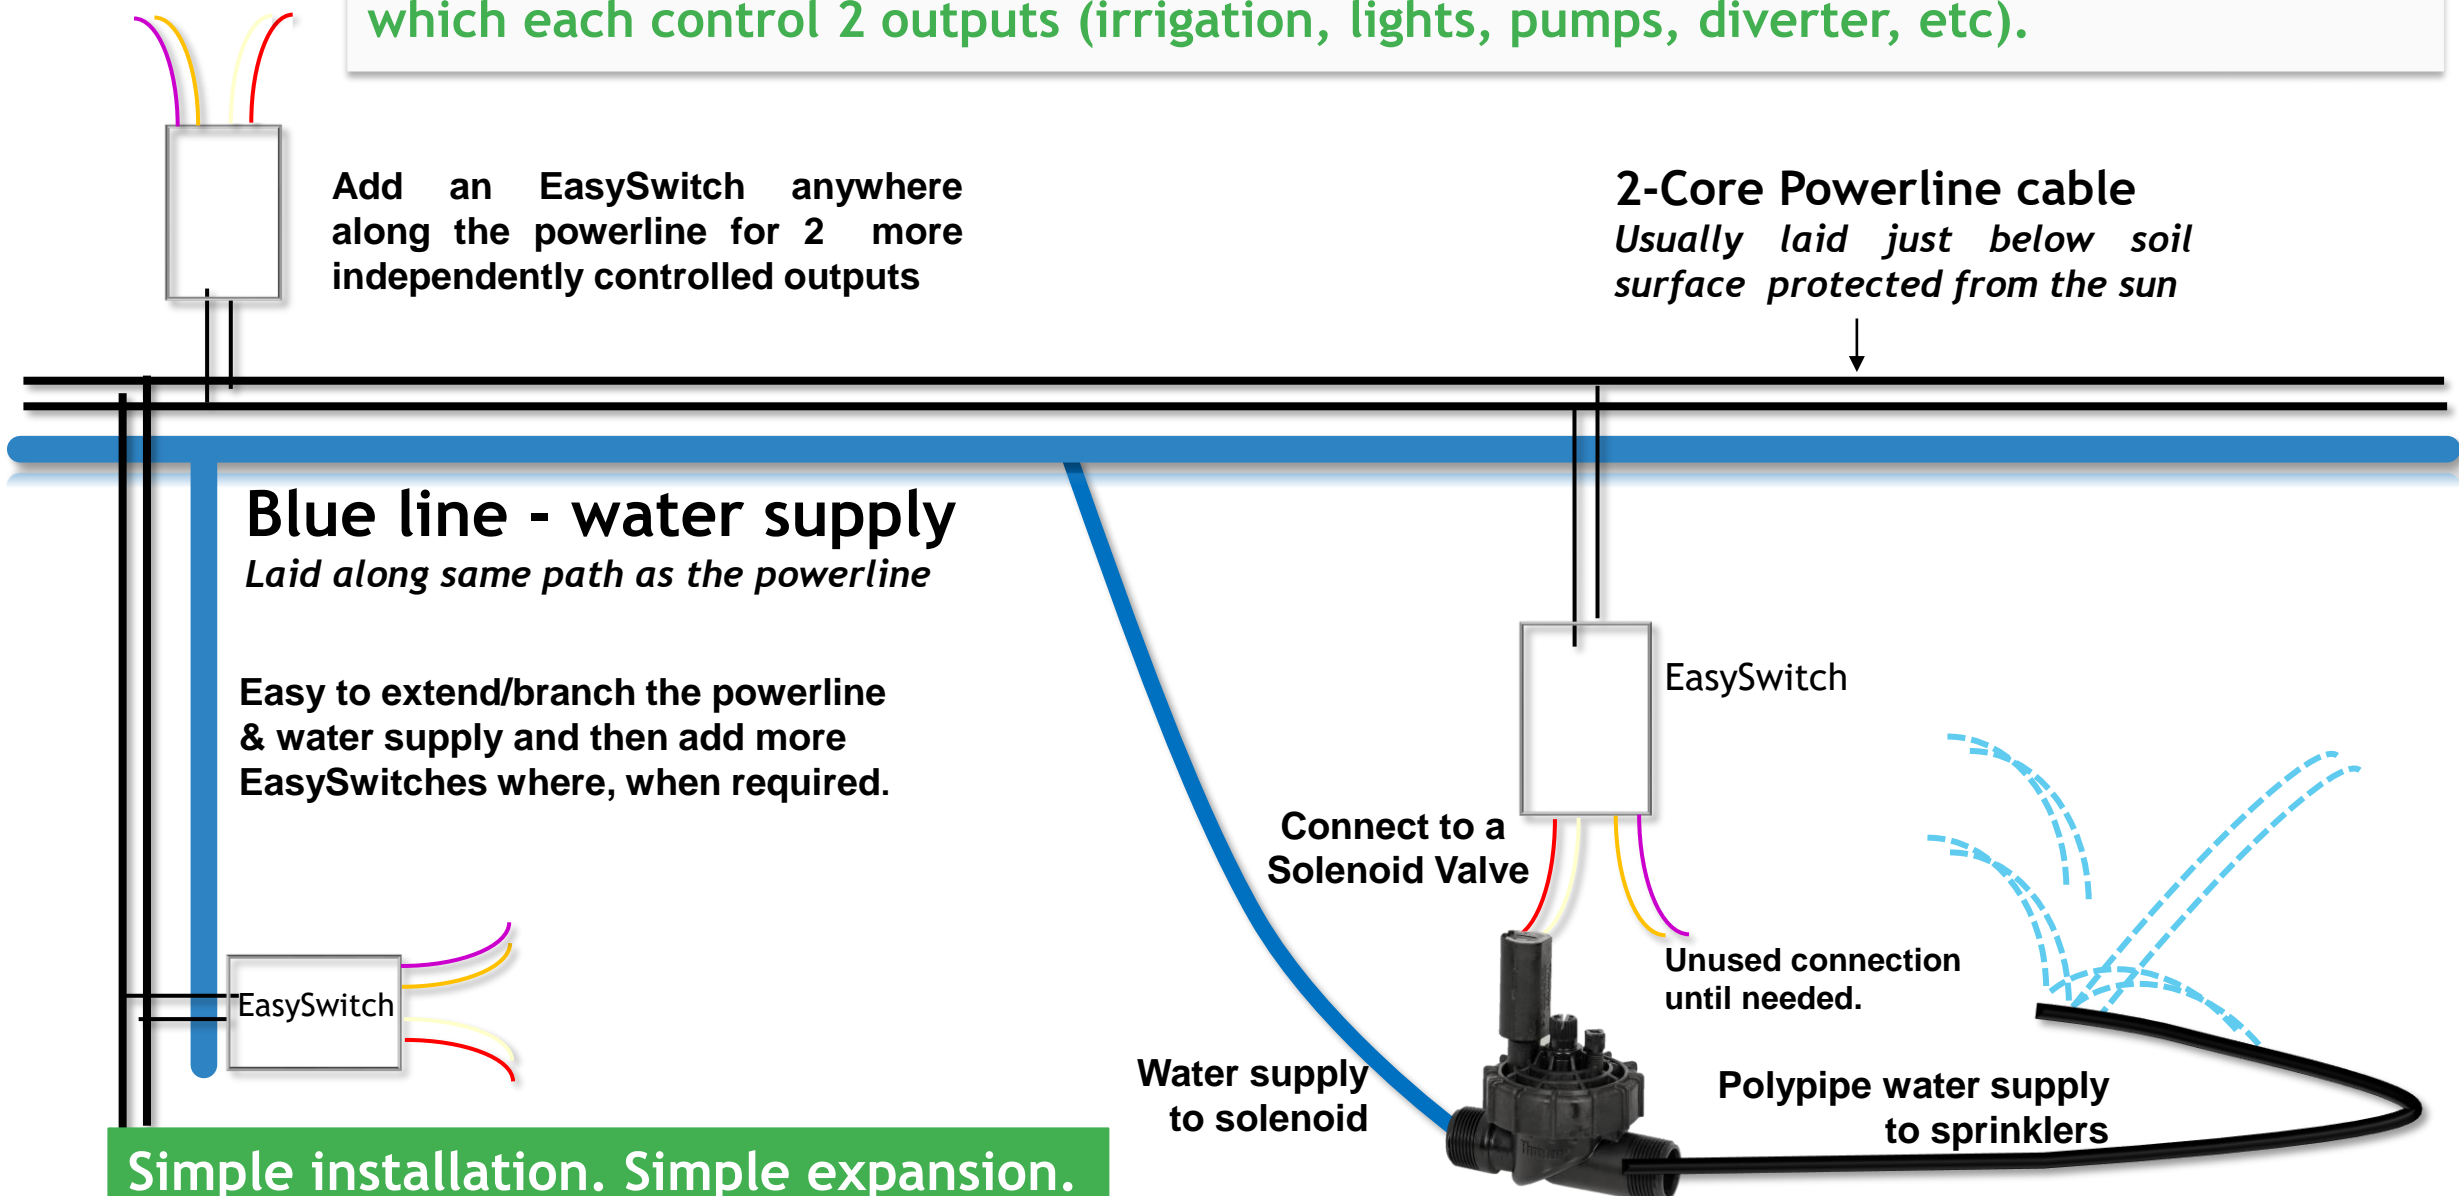 which each control 2 outputs (irrigation, lights, pumps, diverter, etc).
Add an EasySwitch anywhere
along the powerline for 2 more
independently controlled outputs
2-Core Powerline cable
Usually laid just below soil
surface protected from the sun
Blue line - water supply
Laid along same path as the powerline
Easy to extend/branch the powerline
& water supply and then add more
EasySwitches where, when required.
EasySwitch
Connect to a
Solenoid Valve
Unused connection
until needed.
EasySwitch
Water supply
to solenoid
Polypipe water supply
to sprinklers
Simple installation. Simple expansion.